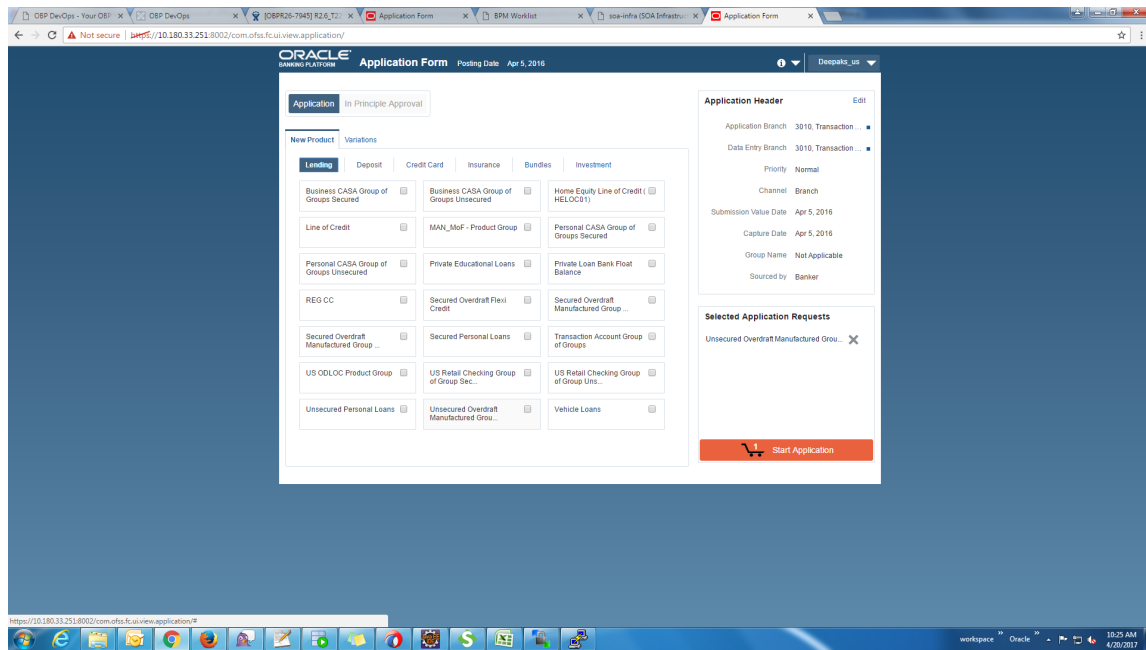 OBP DevOps - Your OBP
OBP DevOps
[OBPR26-7945] R2.6_T2
Application Form
BPM Worklist
soa-infra (SOA Infrastruc
Application Form
Not secure | https://10.180.33.251:8002/com.ofss.fc.ui.view.application/
ORACLE
BANKING PLATFORM
Application Form Posting Date Apr 5, 2016
Deepaks_us
Application In Principle Approval
New Product Variations
Lending Deposit Credit Card Insurance Bundles Investment
Business CASA Group of
Groups Secured
Business CASA Group of
Groups Unsecured
Home Equity Line of Credit (
HELOC01)
Line of Credit
MAN_MoF - Product Group
Personal CASA Group of
Groups Secured
Personal CASA Group of
Groups Unsecured
Private Educational Loans
Private Loan Bank Float
Balance
REG CC
Secured Overdraft Flexi
Credit
Secured Overdraft
Manufactured Group ...
Secured Overdraft
Manufactured Group ...
Secured Personal Loans
Transaction Account Group
of Groups
US ODLOC Product Group
US Retail Checking Group
of Group Sec...
US Retail Checking Group
of Group Uns...
Unsecured Personal Loans
Unsecured Overdraft
Manufactured Grou...
Vehicle Loans
Application Header Edit
Application Branch 3010, Transaction ...
Data Entry Branch 3010, Transaction ...
Priority Normal
Channel Branch
Submission Value Date Apr 5, 2016
Capture Date Apr 5, 2016
Group Name Not Applicable
Sourced by Banker
Selected Application Requests
Unsecured Overdraft Manufactured Grou...
1 Start Application
https://10.180.33.251:8002/com.ofss.fc.ui.view.application/#
workspace Oracle
10:25 AM
4/20/2017